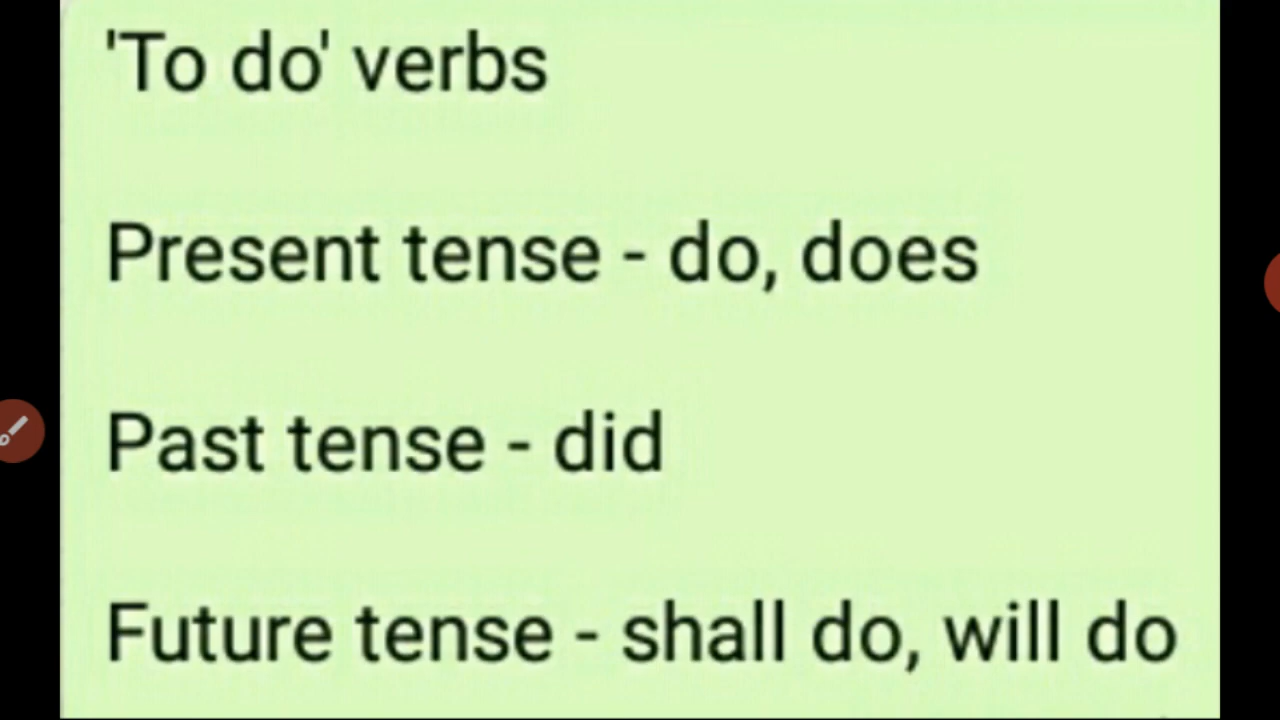 'To do' verbs
Present tense - do, does
Past tense - did
Future tense - shall do, will do